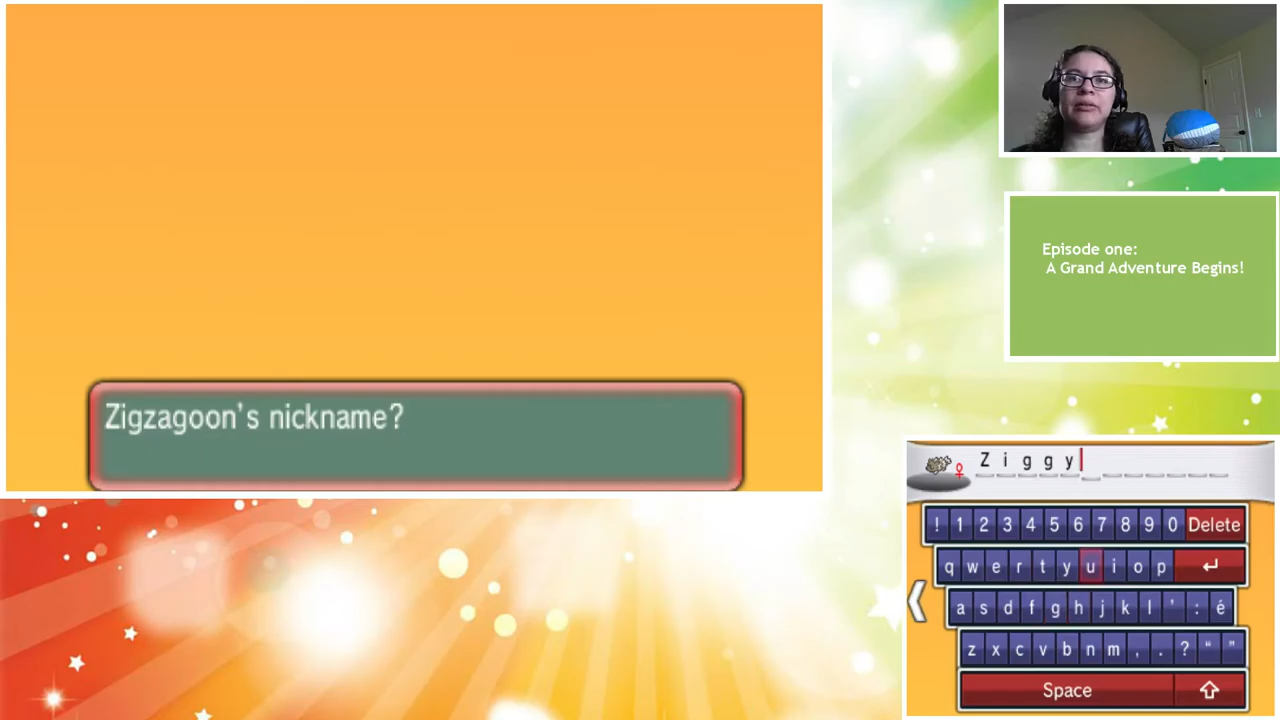 Zigzagoon's nickname?
Episode one:
A Grand Adventure Begins!
Ziggy
! 1 2 3 4 5 6 7 8 9 0 Delete
q w e r t y u i o p ↵
a s d f g h j k l ' : é
z x c v b n m , . ? “ ”
Space